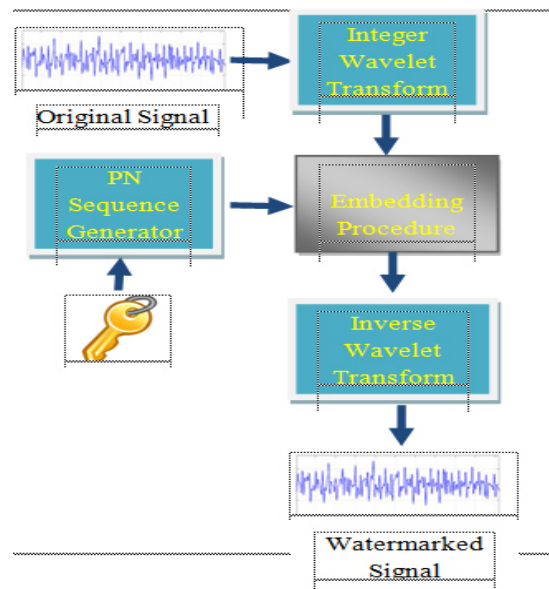 Integer
Wavelet
Transform
Original Signal
PN
Sequence
Generator
Embedding
Procedure
Inverse
Wavelet
Transform
Watermarked
Signal